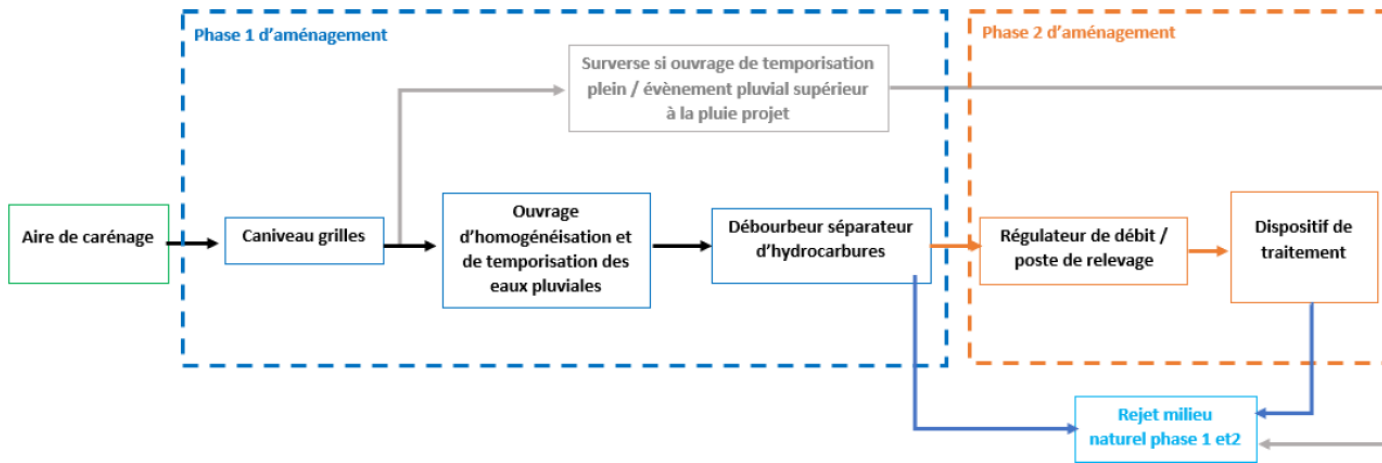 Phase 1 d’aménagement
Phase 2 d’aménagement
Surverse si ouvrage de temporisation
plein / évènement pluvial supérieur
à la pluie projet
Aire de carénage
Caniveau grilles
Ouvrage
d’homogénéisation et
de temporisation des
eaux pluviales
Débourbeur séparateur
d’hydrocarbures
Régulateur de débit /
poste de relevage
Dispositif de
traitement
Rejet milieu
naturel phase 1 et2